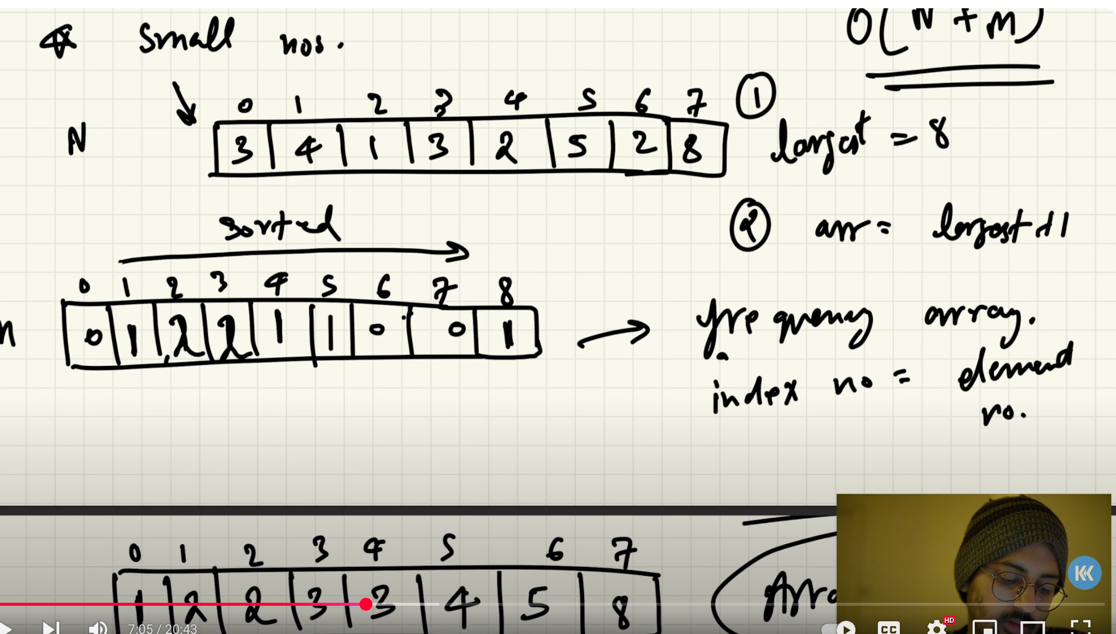 small nos.
O(N + M)
0 1 2 3 4 5 6 7
N
3 4 1 3 2 5 2 8
① largest = 8
sorted
② arr = largest+1
0 1 2 3 4 5 6 7 8
0 1 2 2 1 1 0 0 1
frequency array.
index no = element no.
0 1 2 3 4 5 6 7
1 2 2 3 3 4 5 8
7:05 / 20:43
CC
HD
KK